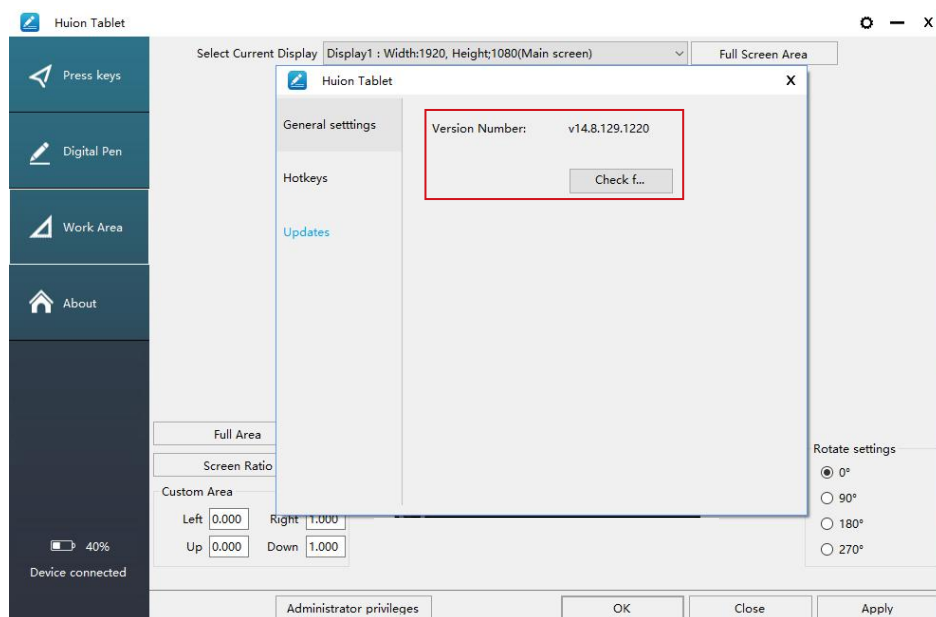 Huion Tablet
X
Select Current Display Display1 : Width:1920, Height;1080(Main screen) Full Screen Area
Press keys
Digital Pen
Work Area
About
Huion Tablet
X
General setttings
Hotkeys
Updates
Version Number: v14.8.129.1220
Check f...
Full Area
Screen Ratio
Custom Area
Left 0.000 Right 1.000
Up 0.000 Down 1.000
Rotate settings
0°
90°
180°
270°
40%
Device connected
Administrator privileges OK Close Apply